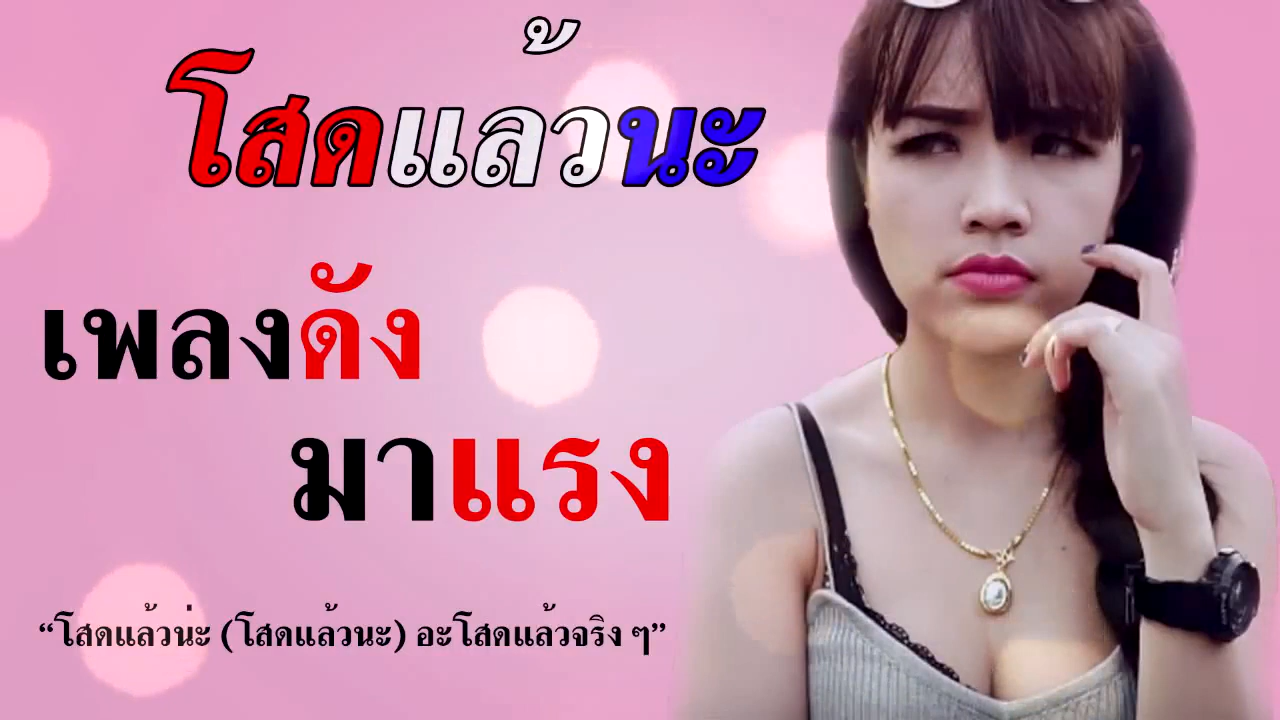 โสดแล้วนะ
เพลงดัง
มาแรง
“โสดแล้วน่ะ (โสดแล้วนะ) อะโสดแล้วจริง ๆ”